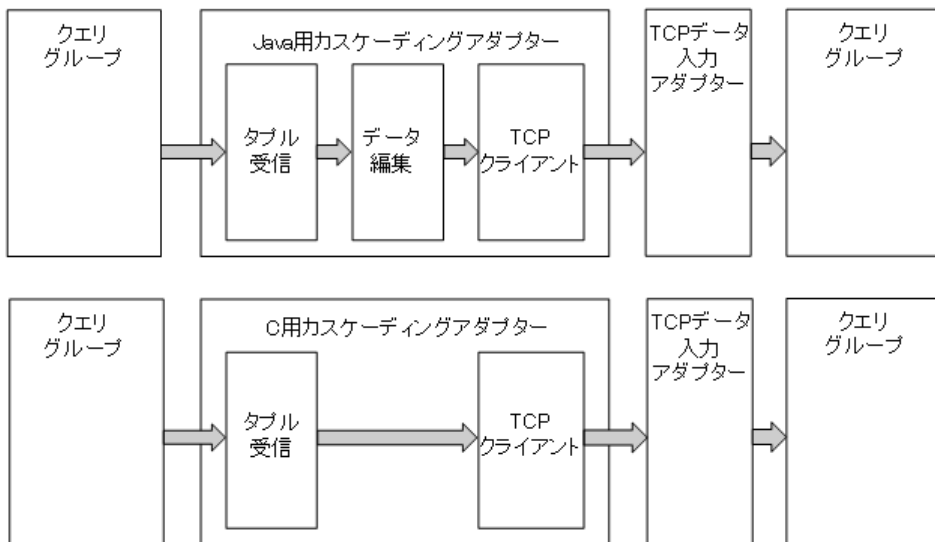 クエリ
グループ
Java用カスケーディングアダプター
タプル
受信
データ
編集
TCP
クライアント
TCPデータ
入力
アダプター
クエリ
グループ
クエリ
グループ
C用カスケーディングアダプター
タプル
受信
TCP
クライアント
TCPデータ
入力
アダプター
クエリ
グループ